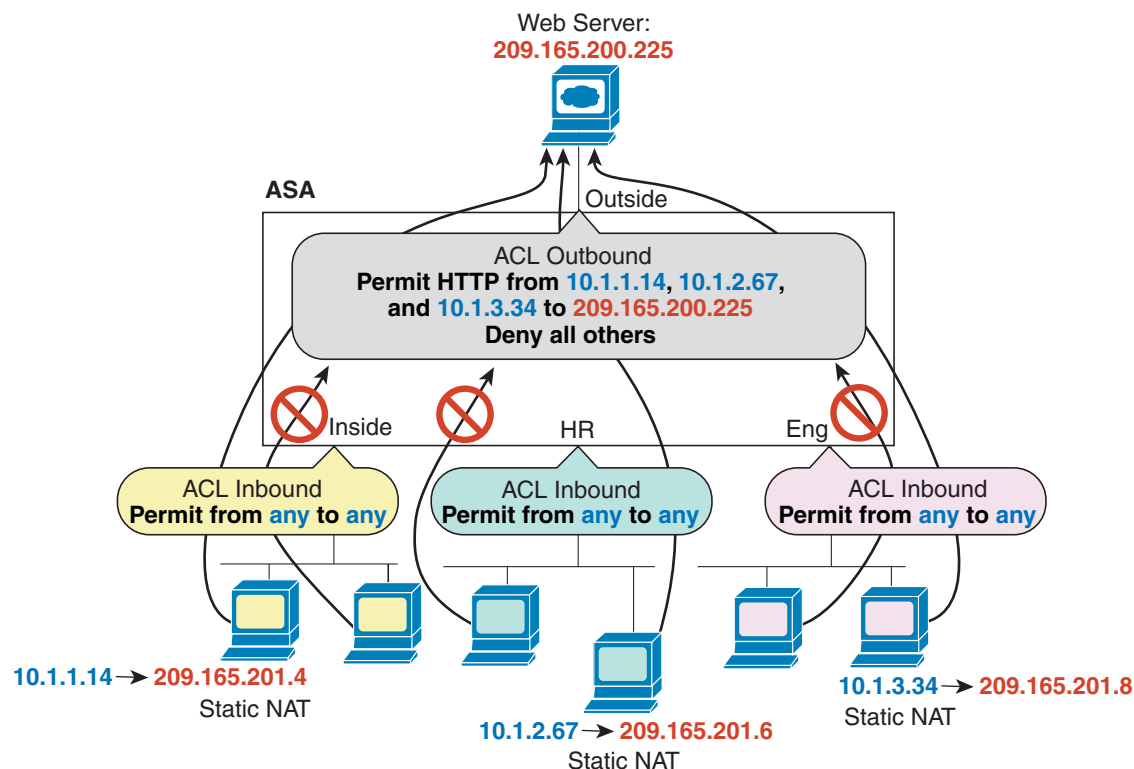 Web Server:
209.165.200.225
ASA
Outside
ACL Outbound
Permit HTTP from 10.1.1.14, 10.1.2.67,
and 10.1.3.34 to 209.165.200.225
Deny all others
Inside
HR
Eng
ACL Inbound
Permit from any to any
ACL Inbound
Permit from any to any
ACL Inbound
Permit from any to any
10.1.1.14 209.165.201.4
Static NAT
10.1.2.67 209.165.201.6
Static NAT
10.1.3.34 209.165.201.8
Static NAT